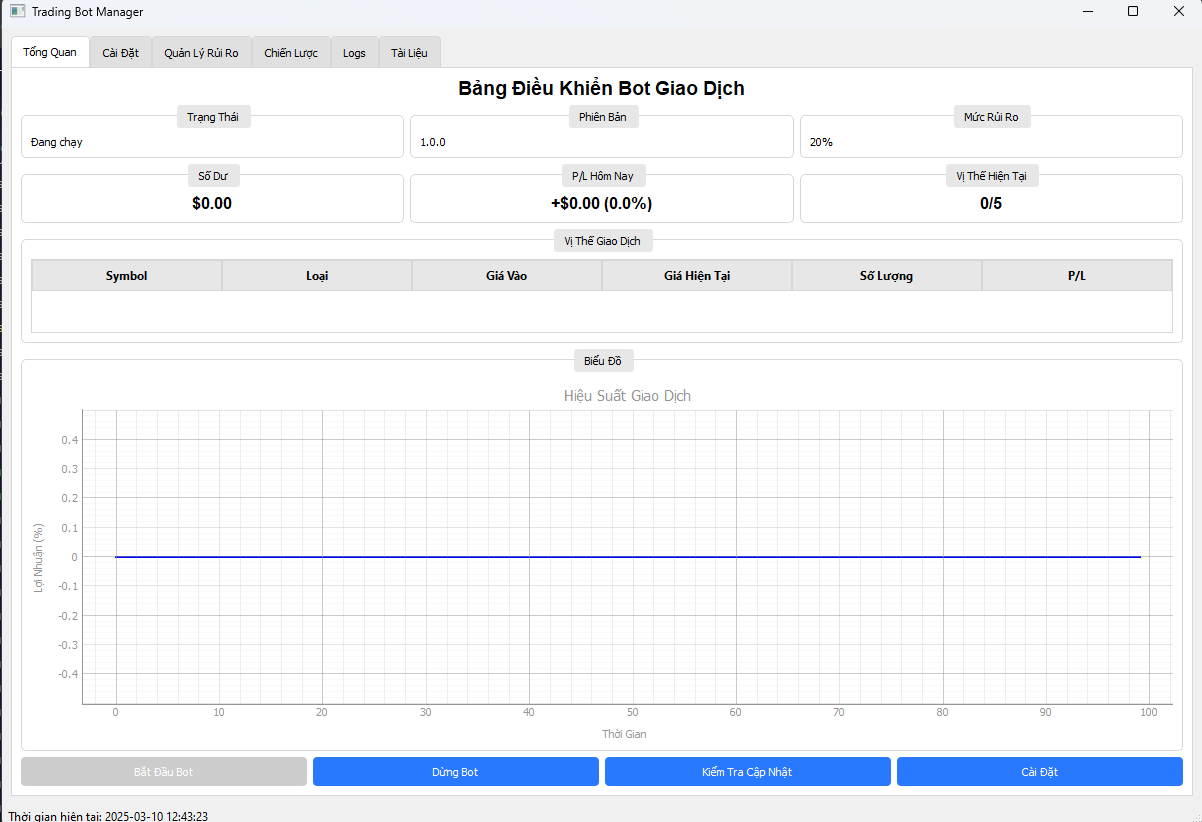 Trading Bot Manager
Tổng Quan Cài Đặt Quản Lý Rủi Ro Chiến Lược Logs Tài Liệu
Bảng Điều Khiển Bot Giao Dịch
Trạng Thái Phiên Bản Mức Rủi Ro
Đang chạy 1.0.0 20%
Số Dư P/L Hôm Nay Vị Thế Hiện Tại
$0.00 +$0.00 (0.0%) 0/5
Vị Thế Giao Dịch
Symbol Loại Giá Vào Giá Hiện Tại Số Lượng P/L
Biểu Đồ
Hiệu Suất Giao Dịch
Lợi Nhuận (%)
0.4
0.3
0.2
0.1
0
-0.1
-0.2
-0.3
-0.4
0 10 20 30 40 50 60 70 80 90 100
Thời Gian
Bắt Đầu Bot Dừng Bot Kiểm Tra Cập Nhật Cài Đặt
Thời gian hiện tại: 2025-03-10 12:43:23